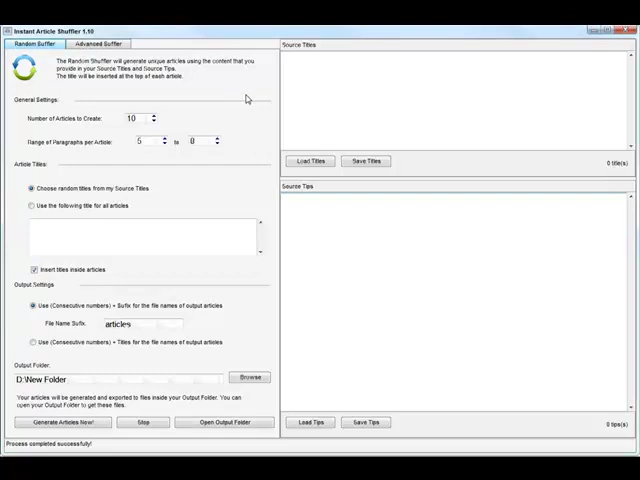 Instant Article Shuffler 1.10
Random Suffler
Advanced Suffler
The Random Shuffler will generate unique articles using the content that you
provide in your Source Titles and Source Tips.
The title will be inserted at the top of each article.
General Settings:
Number of Articles to Create:
10
Range of Paragraphs per Article:
5
to
8
Article Titles:
Choose random titles from my Source Titles
Use the following title for all articles
Insert titles inside articles
Output Settings
Use (Consecutive numbers) + Suffix for the file names of output articles
File Name Suffix.
articles
Use (Consecutive numbers) + Titles for the file names of output articles
Output Folder:
D:\New Folder
Browse
Your articles will be generated and exported to files inside your Output Folder. You can
open your Output Folder to get these files.
Generate Articles Now!
Stop
Open Output Folder
Process completed successfully!
Source Titles
Load Titles
Save Titles
0 title(s)
Source Tips
Load Tips
Save Tips
0 tips(s)